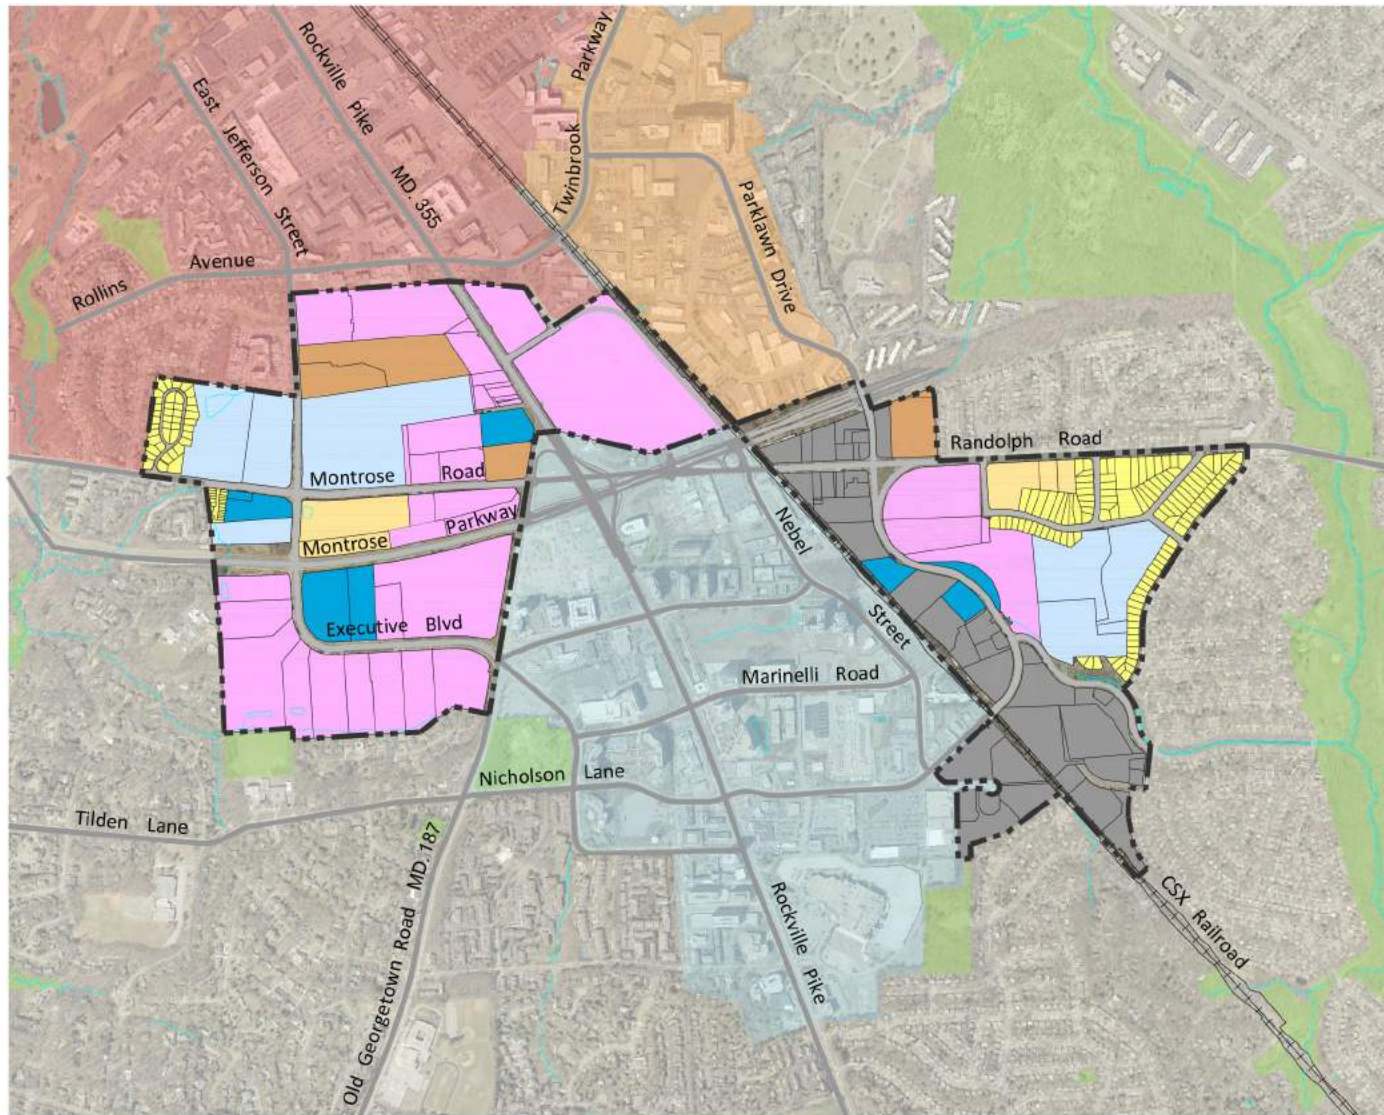 Rockville Pike
MD. 355
East Jefferson Street
Twinbrook Parkway
Parklawn Drive
Rollins Avenue
Randolph Road
Montrose Road
Montrose Parkway
Nebel Street
Executive Blvd
Marinelli Road
Nicholson Lane
Tilden Lane
Old Georgetown Road MD. 187
Rockville Pike
CSX Railroad